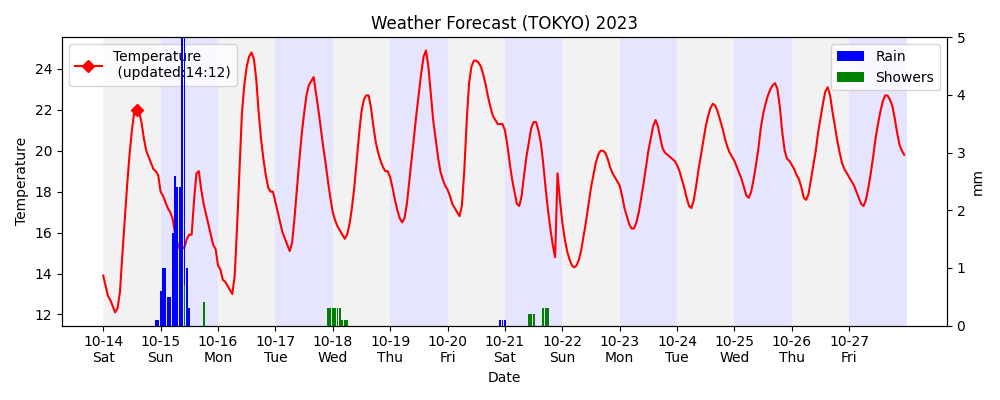 Weather Forecast (TOKYO) 2023
Temperature
(updated:14:12)
Rain
Showers
Temperature
24
22
20
18
16
14
12
5
4
3
2
1
0
mm
10-14 10-15 10-16 10-17 10-18 10-19 10-20 10-21 10-22 10-23 10-24 10-25 10-26 10-27
Sat Sun Mon Tue Wed Thu Fri Sat Sun Mon Tue Wed Thu Fri
Date